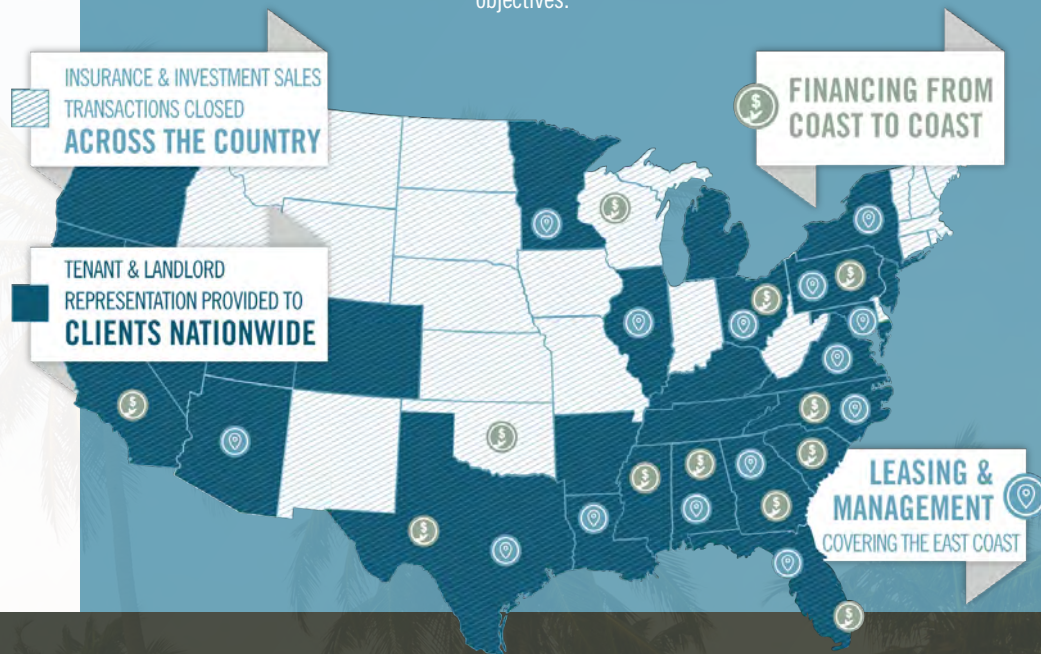 objectives.
INSURANCE & INVESTMENT SALES
TRANSACTIONS CLOSED
ACROSS THE COUNTRY
FINANCING FROM
COAST TO COAST
TENANT & LANDLORD
REPRESENTATION PROVIDED TO
CLIENTS NATIONWIDE
LEASING &
MANAGEMENT
COVERING THE EAST COAST